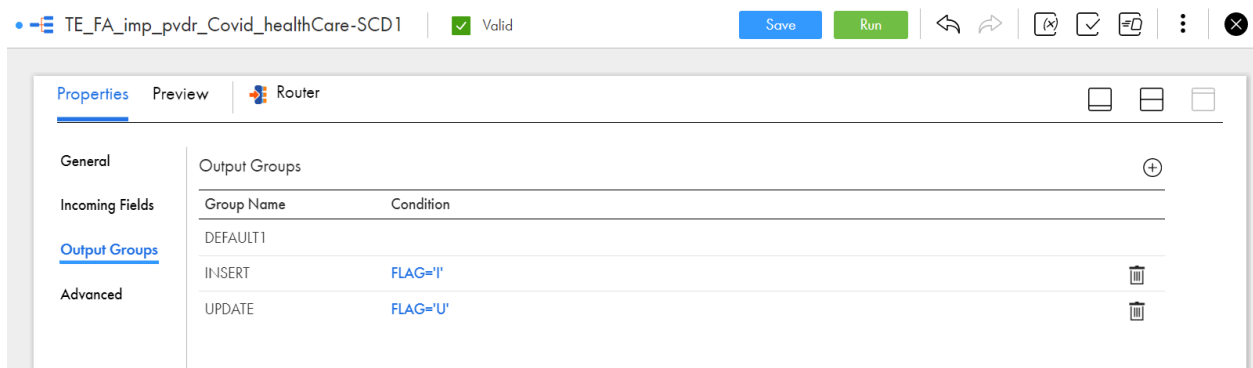 TE_FA_imp_pvdr_Covid_healthCare-SCD1 Valid Save Run
Properties Preview Router
General
Incoming Fields
Output Groups
Advanced
Output Groups
Group Name Condition
DEFAULT1
INSERT FLAG='I'
UPDATE FLAG='U'